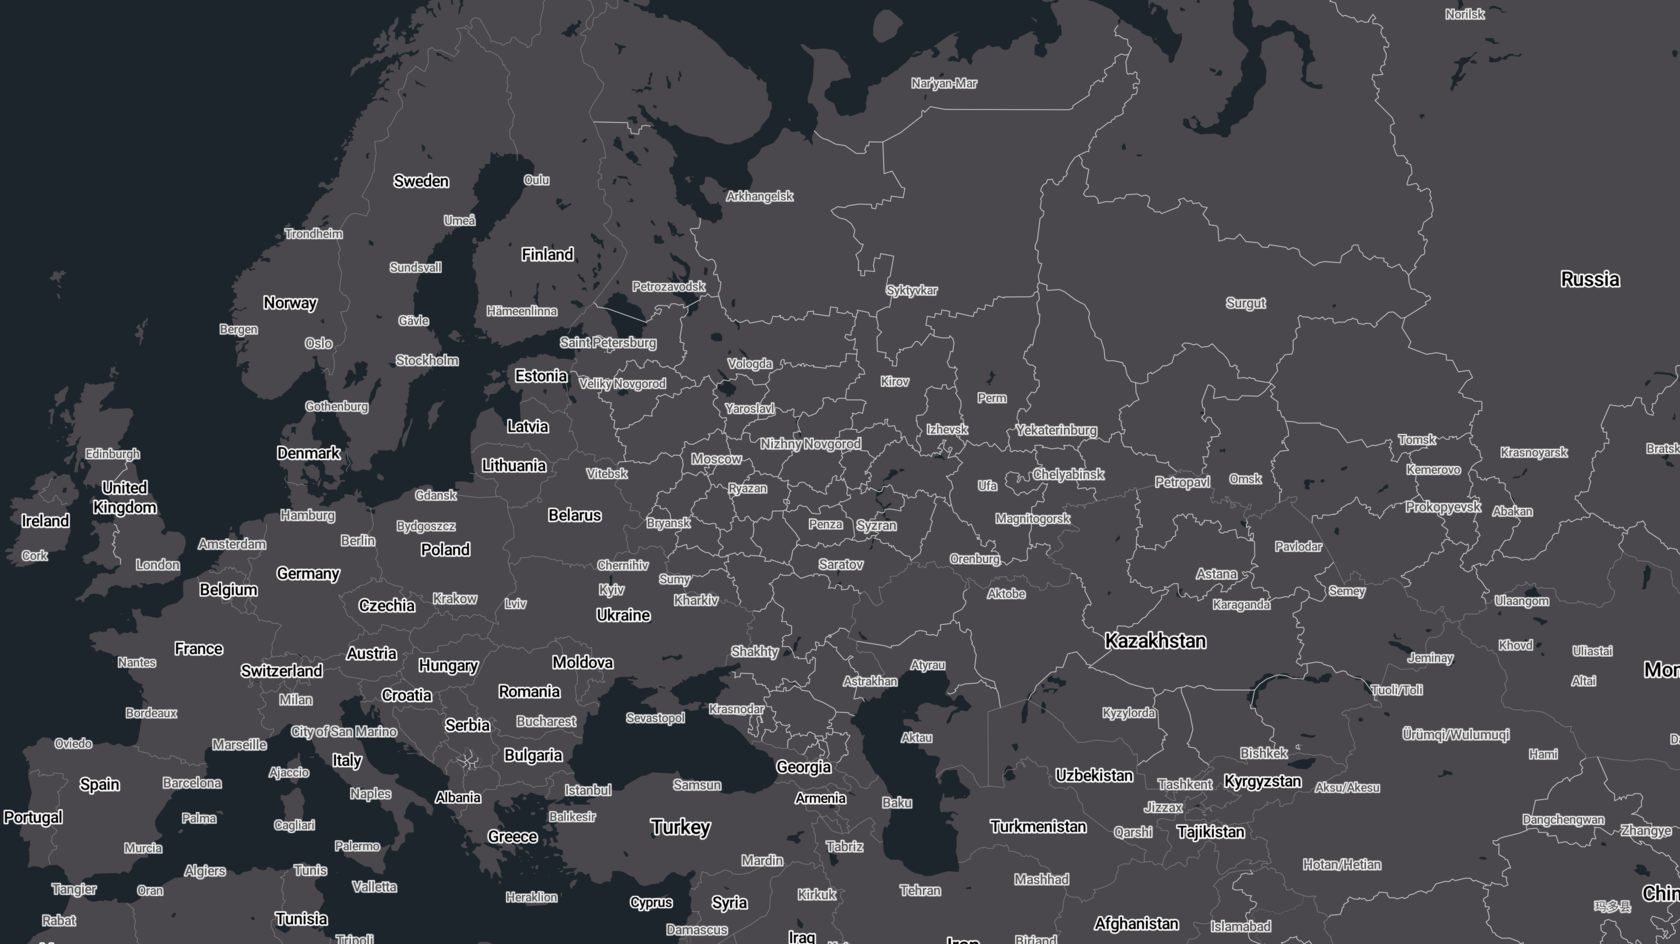 Norilsk
Nar'yan-Mar
Sweden
Oulu
Arkhangelsk
Umeå
Trondheim
Finland
Sundsvall
Russia
Petrozavodsk
Syktyvkar
Norway
Surgut
Hämeenlinna
Gävle
Bergen
Oslo
Saint Petersburg
Stockholm
Vologda
Estonia
Veliky Novgorod
Kirov
Perm
Gothenburg
Yaroslavl
Latvia
Izhevsk
Yekaterinburg
Nizhny Novgorod
Tomsk
Bratsk
Edinburgh
Denmark
Krasnoyarsk
Moscow
Lithuania
Kemerovo
Vitebsk
Chelyabinsk
Omsk
Petropavl
United
Kingdom
Ufa
Ryazan
Gdansk
Prokopyevsk
Abakan
Hamburg
Belarus
Ireland
Bryansk
Penza
Syzran
Magnitogorsk
Bydgoszcz
Berlin
Amsterdam
Poland
Pavlodar
Cork
London
Chernihiv
Saratov
Orenburg
Germany
Astana
Sumy
Belgium
Kyiv
Aktobe
Semey
Krakow
Lviv
Kharkiv
Czechia
Karaganda
Ulaangom
Ukraine
Kazakhstan
Khovd
France
Shakhty
Uliastai
Austria
Jeminay
Nantes
Switzerland
Hungary
Moldova
Atyrau
Mon
Astrakhan
Altai
Tuoli/Toli
Romania
Croatia
Milan
Bordeaux
Krasnodar
Kyzylorda
Sevastopol
Serbia
Bucharest
City of San Marino
Ürümqi/Wulumuqi
Aktau
Oviedo
Marseille
Bulgaria
Bishkek
Hami
Italy
Georgia
Ajaccio
Uzbekistan
Spain
Barcelona
Samsun
Tashkent
Kyrgyzstan
Aksu/Akesu
Istanbul
Naples
Albania
Armenia
Baku
Jizzax
Portugal
Palma
Balıkesir
Dangchengwan
Cagliari
Turkey
Turkmenistan
Qarshi
Tajikistan
Zhangye
Greece
Murcia
Palermo
Tabriz
Mardin
Hotan/Hetian
Algiers
Tunis
Mashhad
Tangier
Oran
Valletta
Tehran
Kirkuk
Heraklion
Cyprus
Syria
Chin
玛多县
Rabat
Tunisia
Afghanistan
Islamabad
Damascus
Iraq
Tripoli
Birjand
Iran